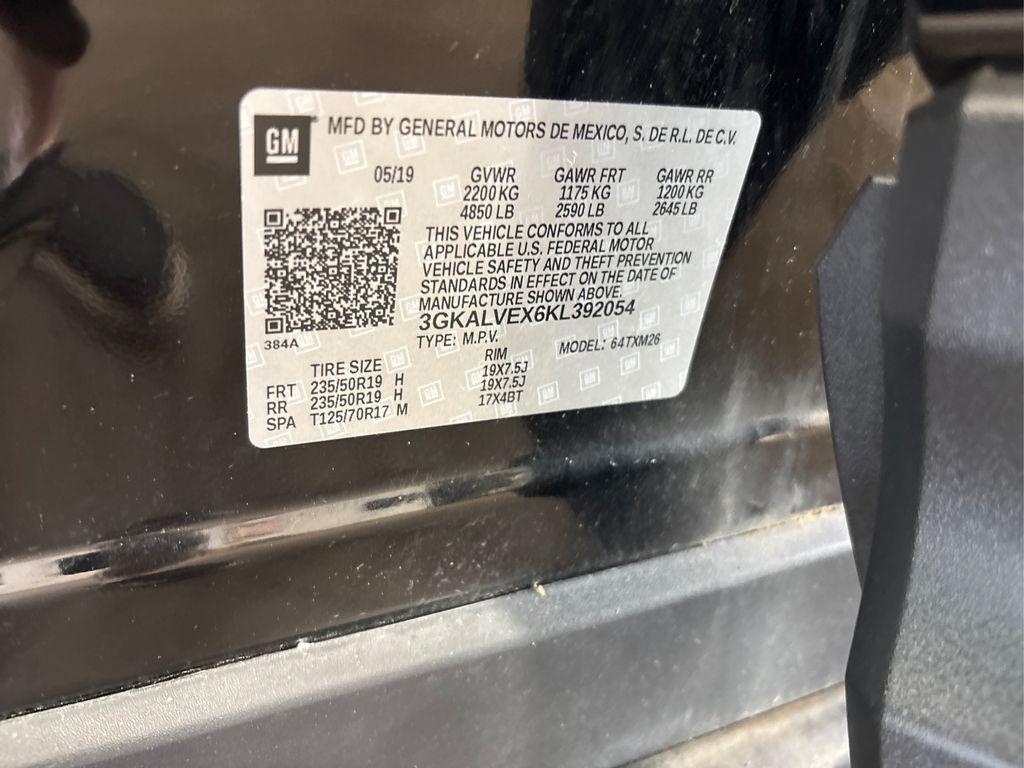 GM MFD BY GENERAL MOTORS DE MEXICO, S. DE R.L. DE C.V.
05/19 GVWR GAWR FRT GAWR RR
2200 KG 1175 KG 1200 KG
4850 LB 2590 LB 2645 LB
THIS VEHICLE CONFORMS TO ALL
APPLICABLE U.S. FEDERAL MOTOR
VEHICLE SAFETY AND THEFT PREVENTION
STANDARDS IN EFFECT ON THE DATE OF
MANUFACTURE SHOWN ABOVE.
3GKALVEX6KL392054
384A TYPE: M.P.V. MODEL: 64TXM26
TIRE SIZE RIM
FRT 235/50R19 H 19X7.5J
RR 235/50R19 H 19X7.5J
SPA T125/70R17 M 17X4BT